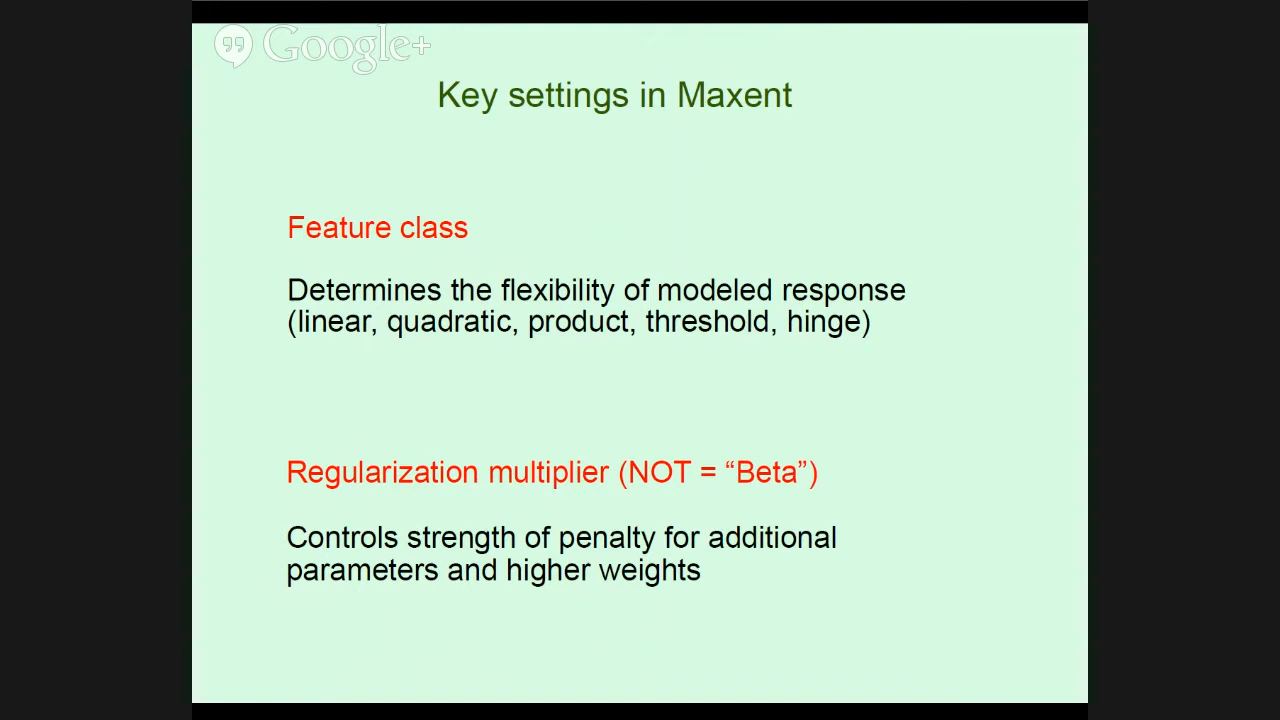 Google+
Key settings in Maxent
Feature class
Determines the flexibility of modeled response
(linear, quadratic, product, threshold, hinge)
Regularization multiplier (NOT = “Beta”)
Controls strength of penalty for additional
parameters and higher weights